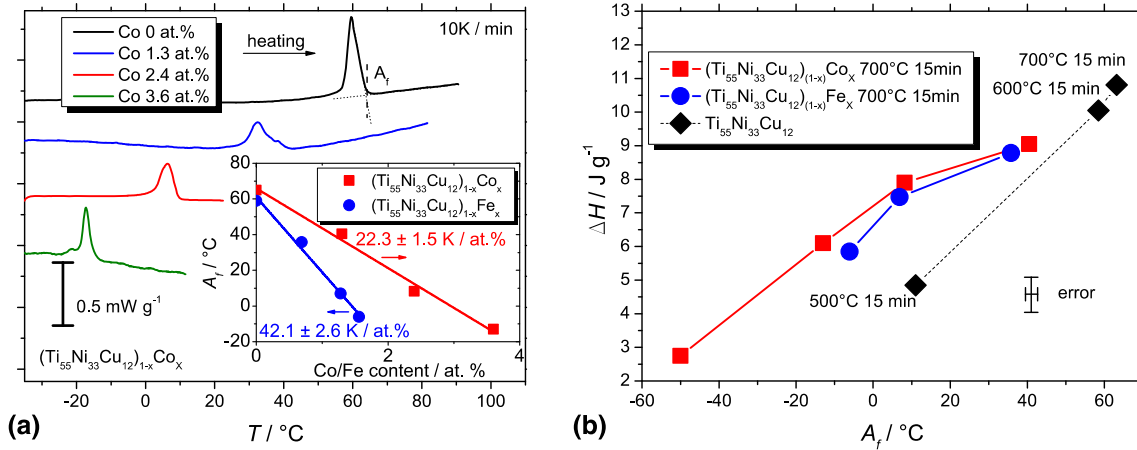 Co 0 at.%
Co 1.3 at.%
Co 2.4 at.%
Co 3.6 at.%
heating
10K / min
A_f
0.5 mW g⁻¹
(Ti₅₅Ni₃₃Cu₁₂)₁₋ₓCo_X
(Ti₅₅Ni₃₃Cu₁₂)₁₋ₓCoₓ
(Ti₅₅Ni₃₃Cu₁₂)₁₋ₓFeₓ
22.3 ± 1.5 K / at.%
42.1 ± 2.6 K / at.%
A_f / °C
80
60
40
20
0
-20
0 2 4
Co/Fe content / at. %
-20 0 20 40 60 80 100
T / °C
(a)
(Ti₅₅Ni₃₃Cu₁₂)₍₁₋ₓ₎Co_X 700°C 15min
(Ti₅₅Ni₃₃Cu₁₂)₍₁₋ₓ₎Fe_X 700°C 15min
Ti₅₅Ni₃₃Cu₁₂
700°C 15 min
600°C 15 min
500°C 15 min
error
ΔH / J g⁻¹
13
12
11
10
9
8
7
6
5
4
3
2
-60 -40 -20 0 20 40 60
A_f / °C
(b)